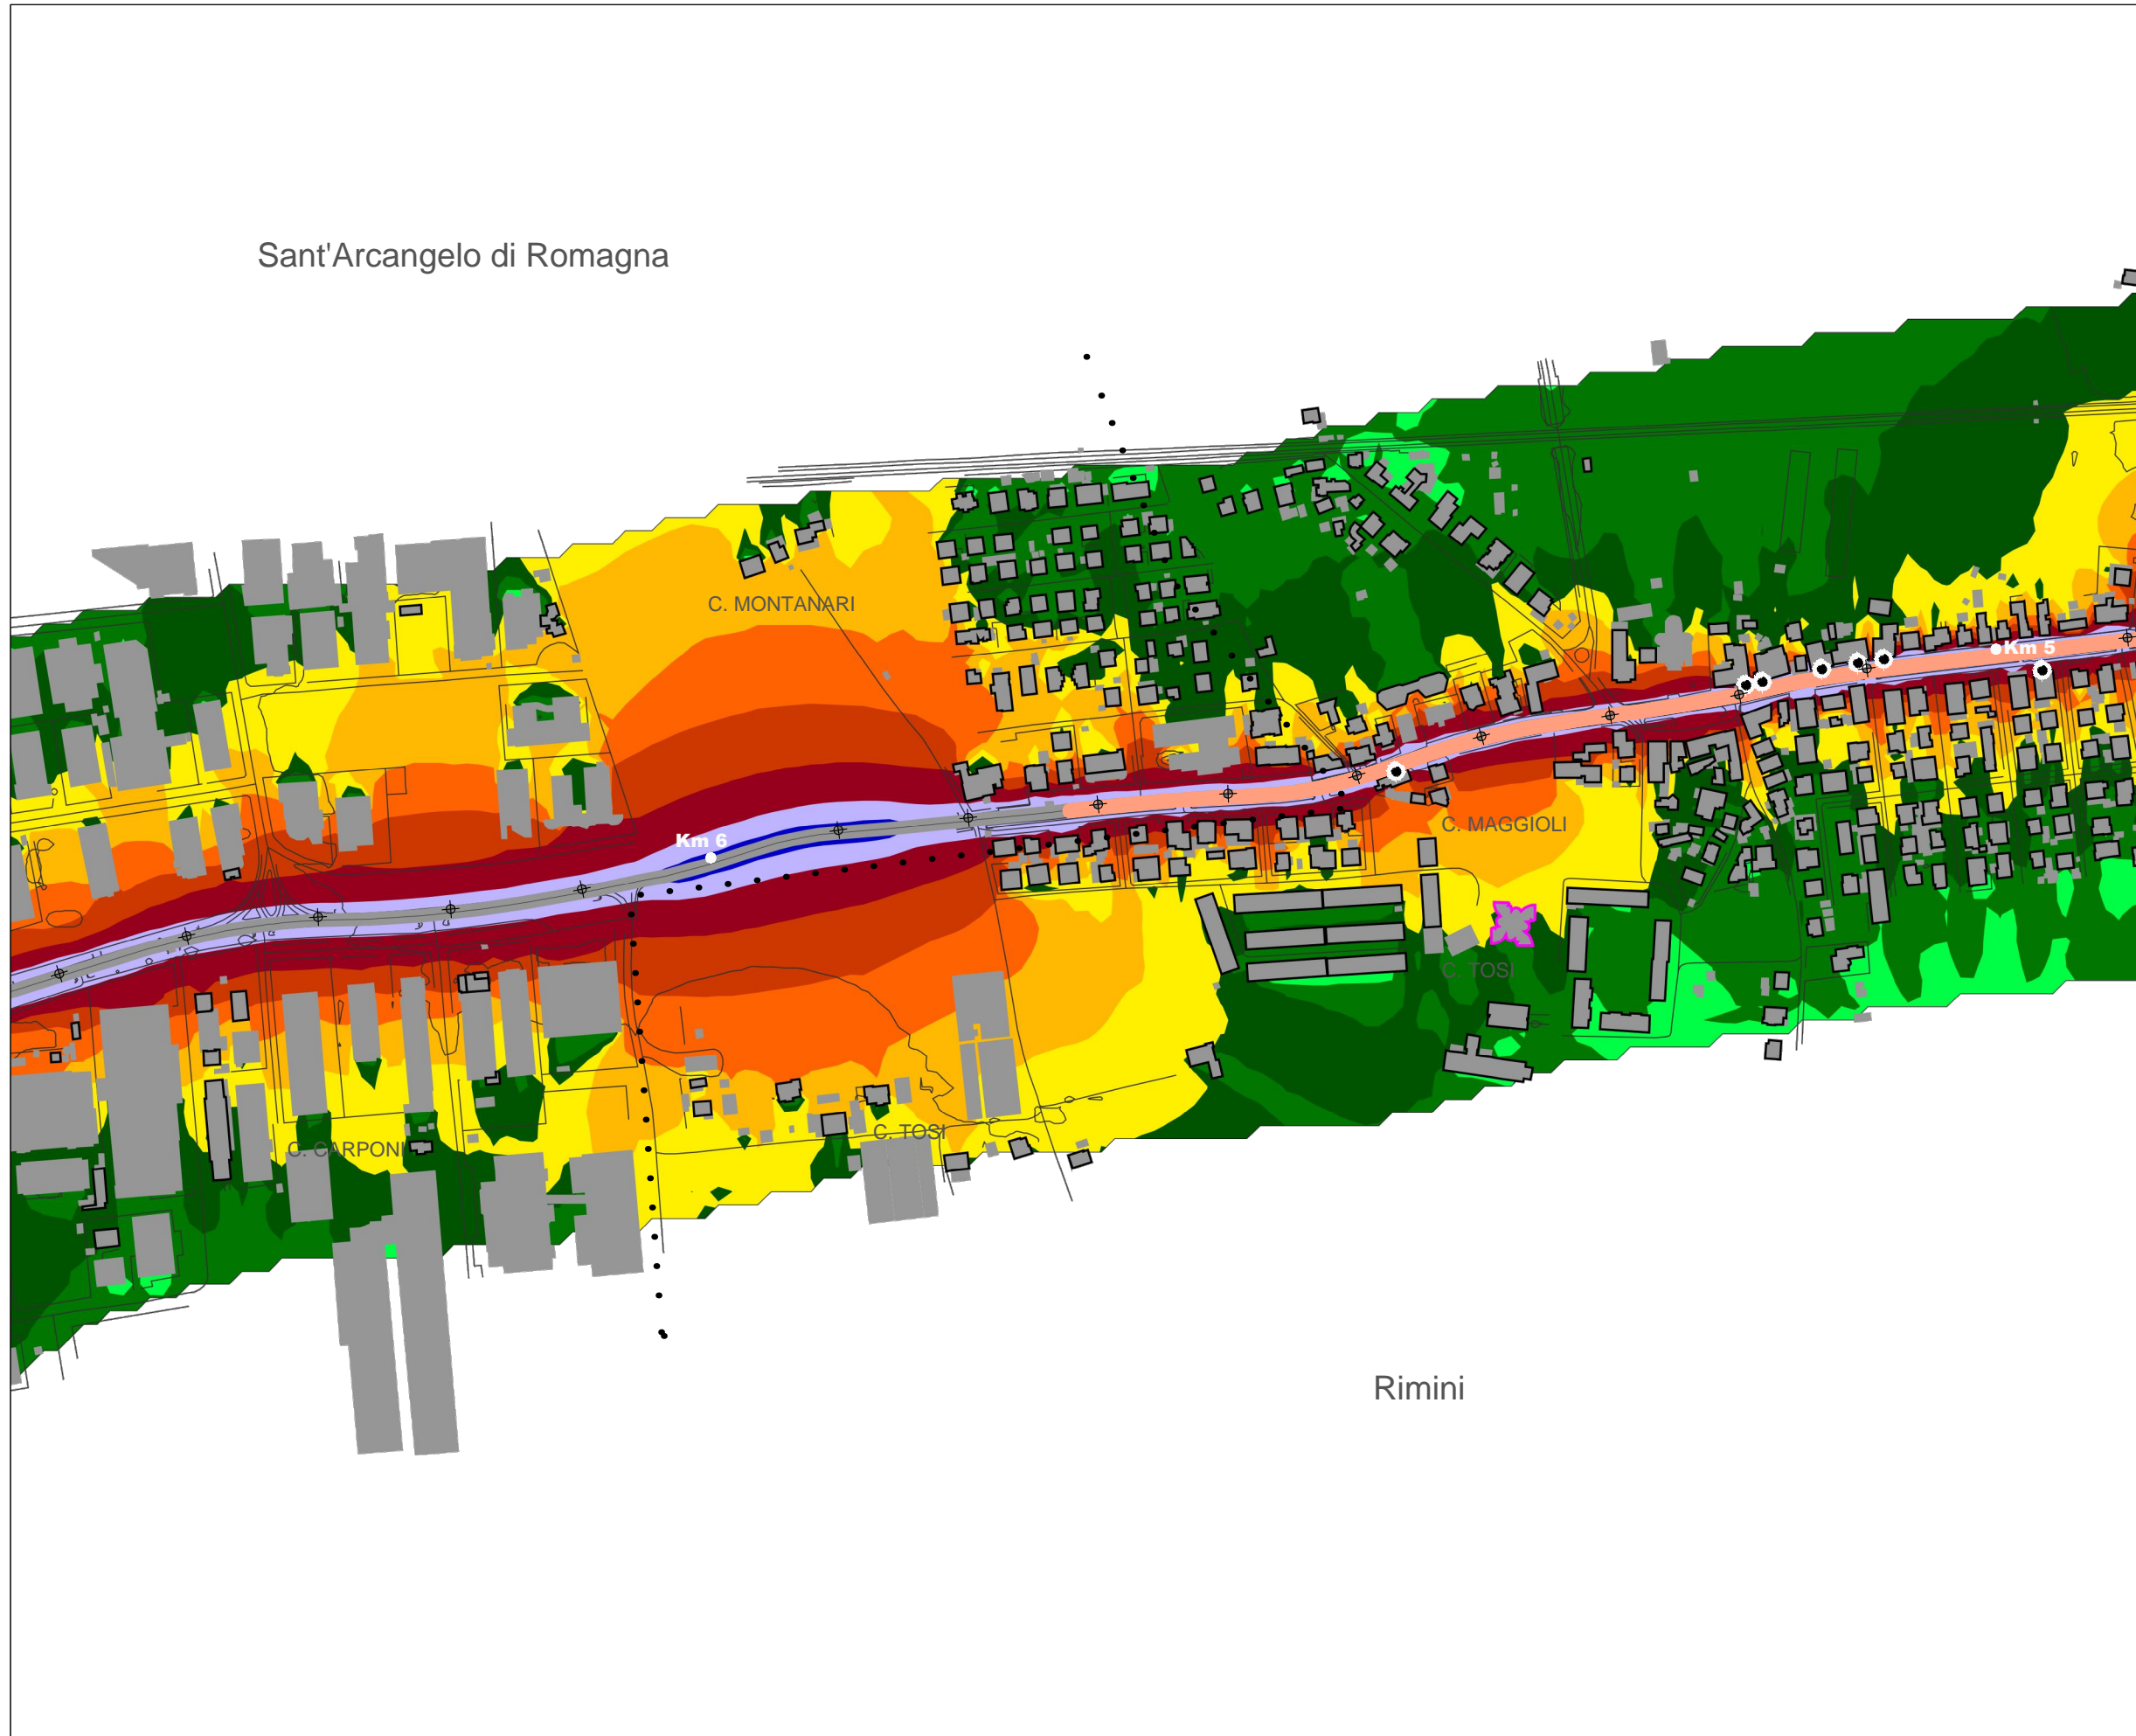 Sant'Arcangelo di Romagna
C. MONTANARI
Km 5
Km 6
C. MAGGIOLI
C. TOSI
C. TOSI
C. CARPONI
Rimini